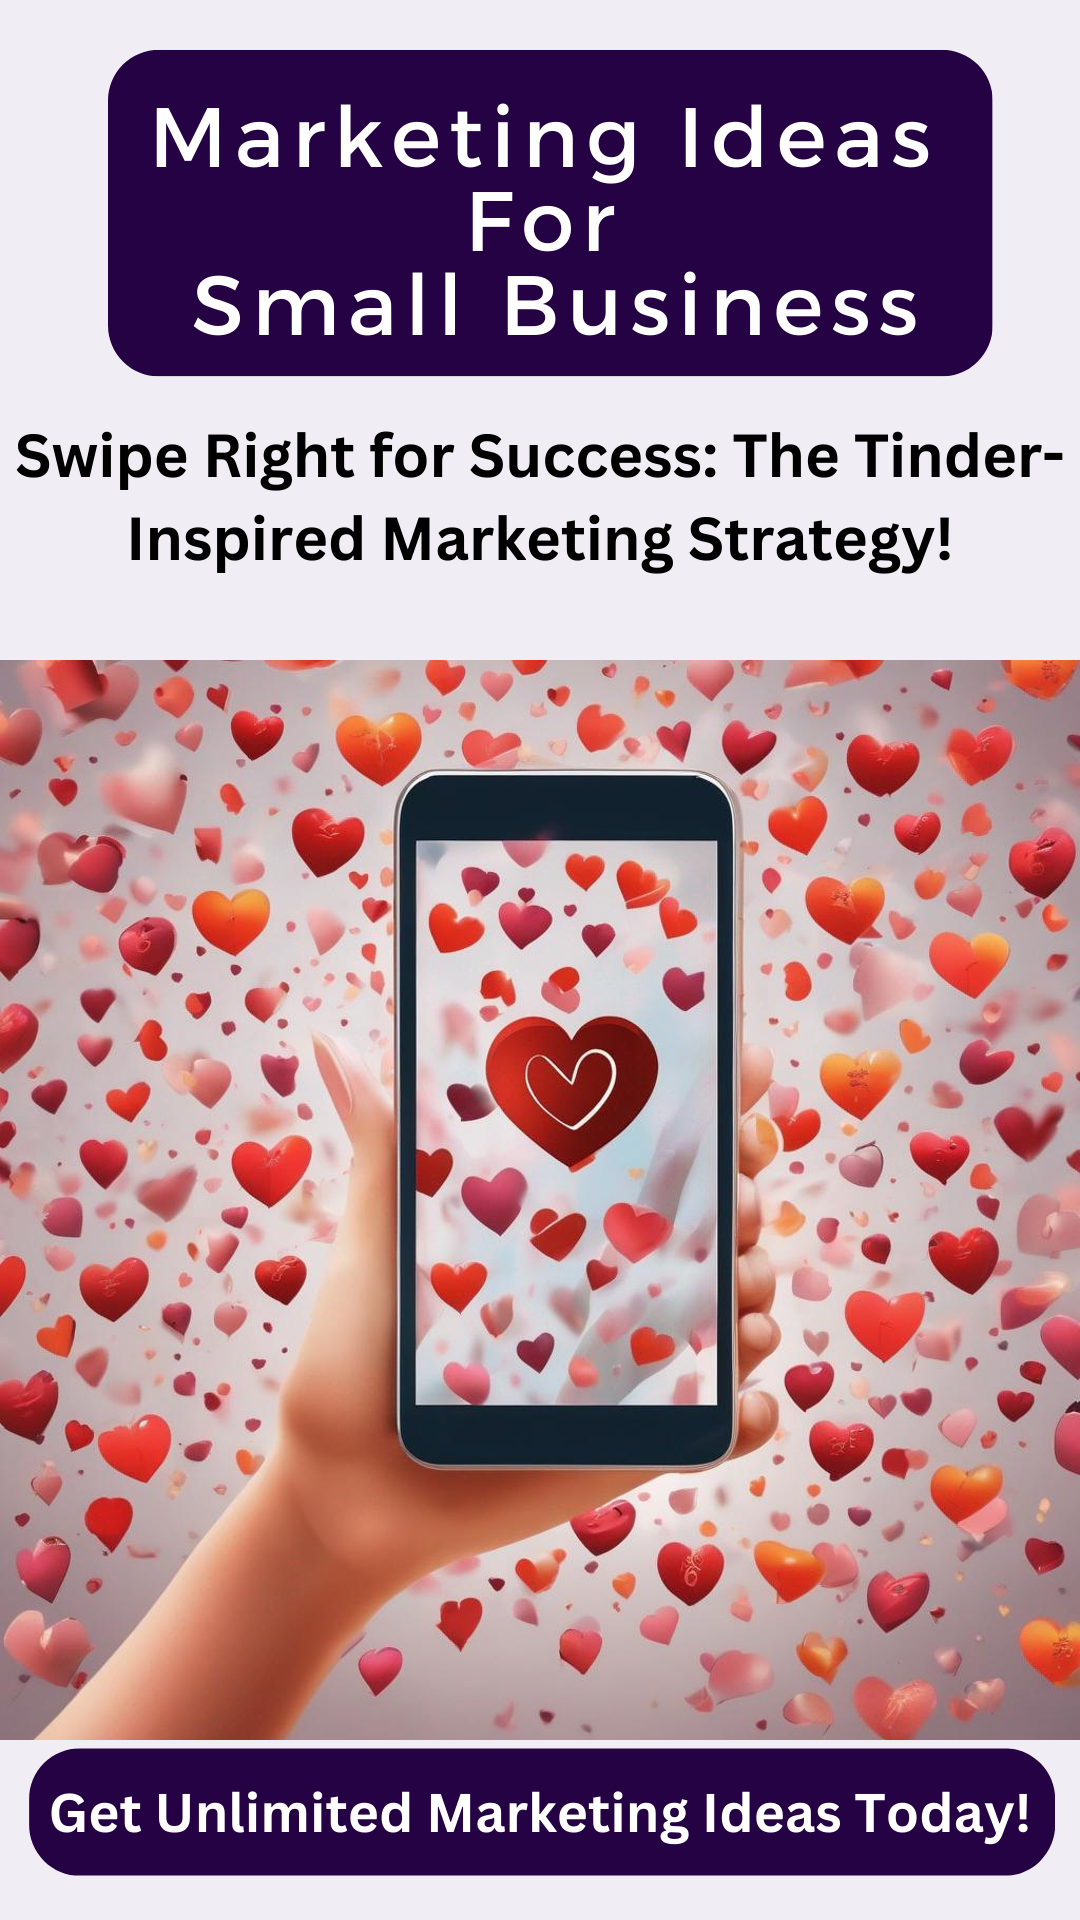 Marketing Ideas
For
Small Business
Swipe Right for Success: The Tinder-
Inspired Marketing Strategy!
Get Unlimited Marketing Ideas Today!